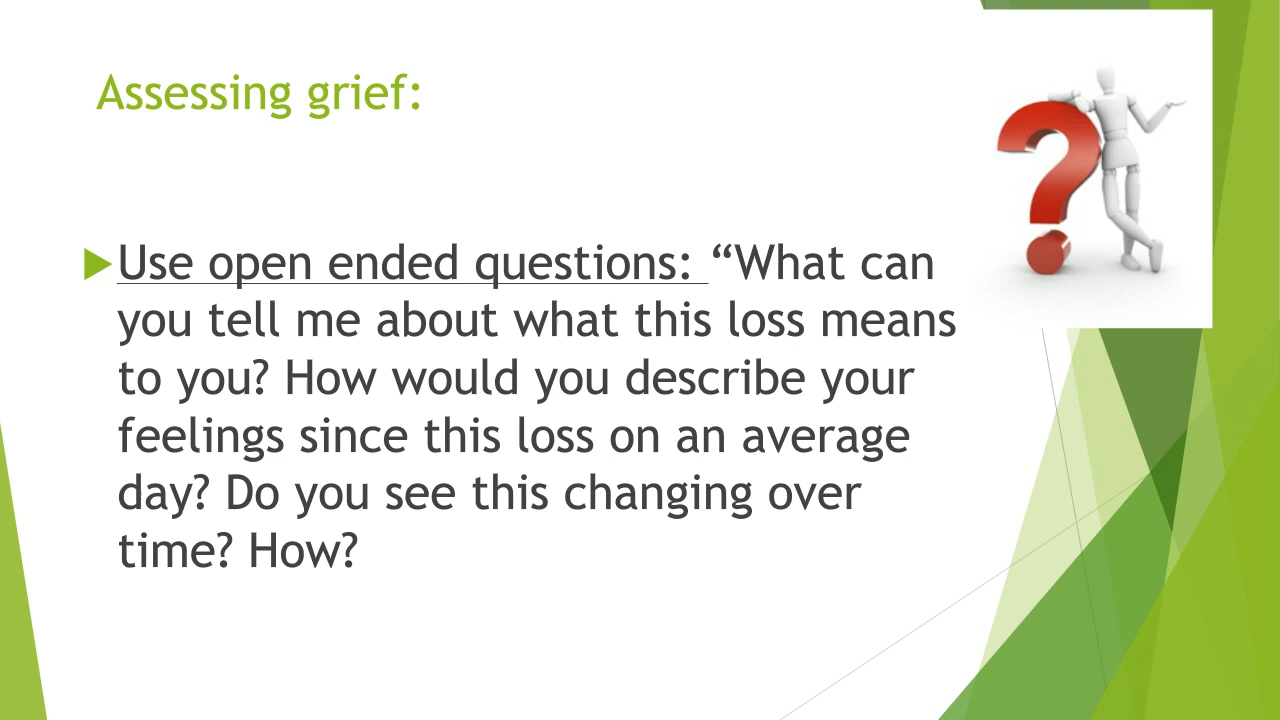 Assessing grief:
Use open ended questions: “What can
you tell me about what this loss means
to you? How would you describe your
feelings since this loss on an average
day? Do you see this changing over
time? How?